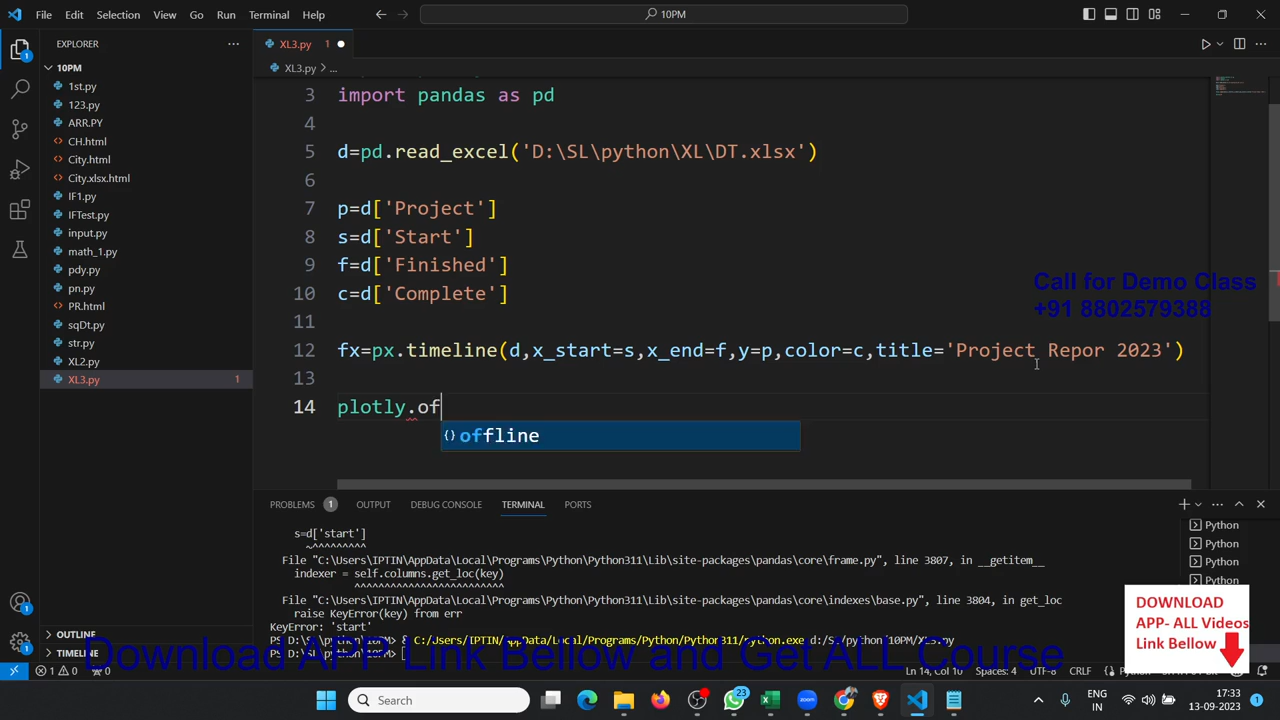 File Edit Selection View Go Run Terminal Help 10PM
EXPLORER
XL3.py 1
10PM
XL3.py > ...
1st.py
123.py
ARR.PY
CH.html
City.html
City.xlsx.html
IF1.py
IFTest.py
input.py
math_1.py
pdy.py
pn.py
PR.html
sqDt.py
str.py
XL2.py
XL3.py 1
OUTLINE
TIMELINE
3 import pandas as pd
4
5 d=pd.read_excel('D:\SL\python\XL\DT.xlsx')
6
7 p=d['Project']
8 s=d['Start']
9 f=d['Finished']
10 c=d['Complete']
11
12 fx=px.timeline(d,x_start=s,x_end=f,y=p,color=c,title='Project Repor 2023')
13
14 plotly.of
offline
Call for Demo Class
+91 8802579388
PROBLEMS 1 OUTPUT DEBUG CONSOLE TERMINAL PORTS
s=d['start']
~^^^^^^^^^
File "C:\Users\IPTIN\AppData\Local\Programs\Python\Python311\Lib\site-packages\pandas\core\frame.py", line 3807, in __getitem__
indexer = self.columns.get_loc(key)
^^^^^^^^^^^^^^^^^^^^^^^^^
File "C:\Users\IPTIN\AppData\Local\Programs\Python\Python311\Lib\site-packages\pandas\core\indexes\base.py", line 3804, in get_loc
raise KeyError(key) from err
KeyError: 'start'
Python
Python
Python
Python
DOWNLOAD
APP- ALL Videos
Link Bellow
Download APP Link Bellow and Get ALL Course
1 0 0
Ln 14, Col 10 Spaces: 4 UTF-8 CRLF Python
Search
23
ENG
IN
17:33
13-09-2023